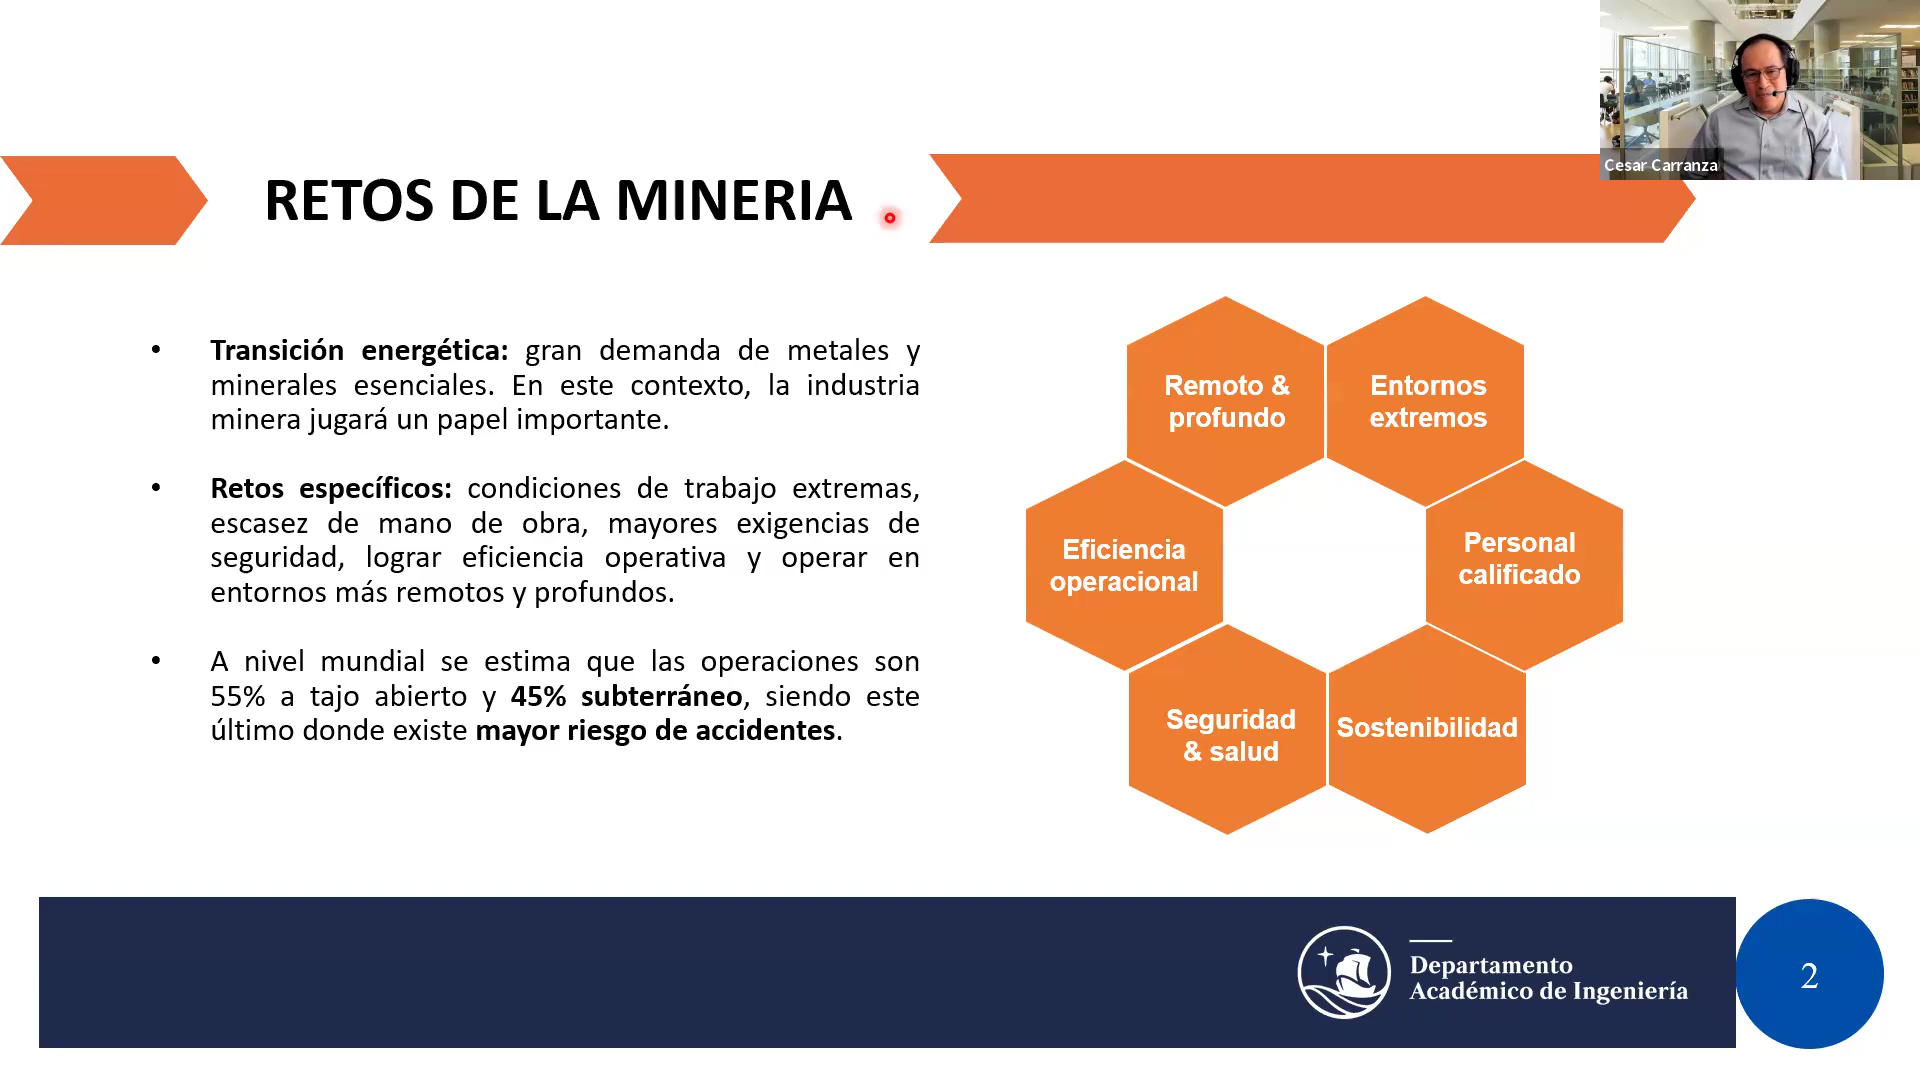 Cesar Carranza
RETOS DE LA MINERIA
• Transición energética: gran demanda de metales y
minerales esenciales. En este contexto, la industria
minera jugará un papel importante.
• Retos específicos: condiciones de trabajo extremas,
escasez de mano de obra, mayores exigencias de
seguridad, lograr eficiencia operativa y operar en
entornos más remotos y profundos.
• A nivel mundial se estima que las operaciones son
55% a tajo abierto y 45% subterráneo, siendo este
último donde existe mayor riesgo de accidentes.
Remoto &
profundo
Entornos
extremos
Eficiencia
operacional
Personal
calificado
Seguridad
& salud
Sostenibilidad
Departamento
Académico de Ingeniería
2